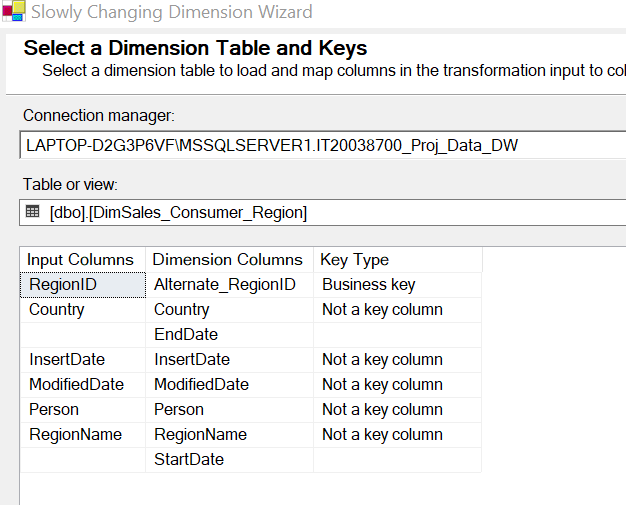 Slowly Changing Dimension Wizard
Select a Dimension Table and Keys
Select a dimension table to load and map columns in the transformation input to
Connection manager:
LAPTOP-D2G3P6VF\MSSQLSERVER1.IT20038700_Proj_Data_DW
Table or view:
[dbo].[DimSales_Consumer_Region]
Input Columns Dimension Columns Key Type
RegionID Alternate_RegionID Business key
Country Country Not a key column
EndDate
InsertDate InsertDate Not a key column
ModifiedDate ModifiedDate Not a key column
Person Person Not a key column
RegionName RegionName Not a key column
StartDate